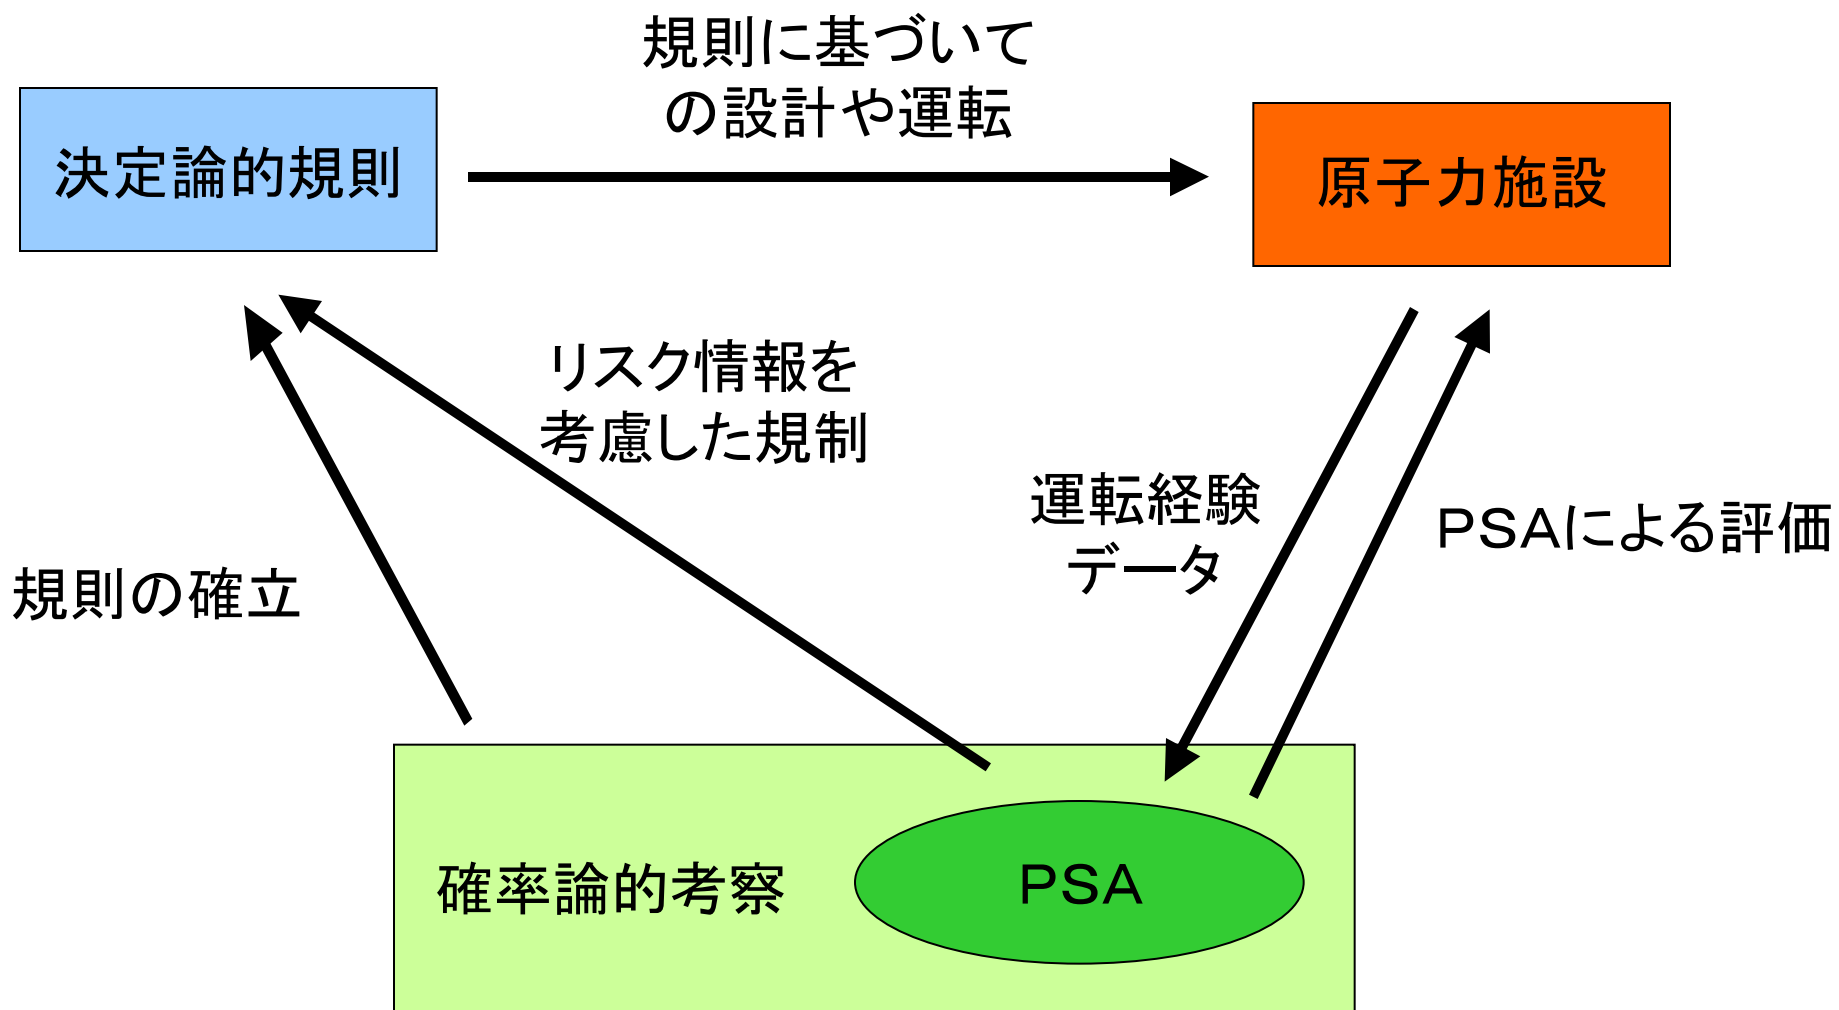 規則に基づいて
の設計や運転
決定論的規則
原子力施設
リスク情報を
考慮した規制
運転経験
データ
PSAによる評価
規則の確立
確率論的考察
PSA